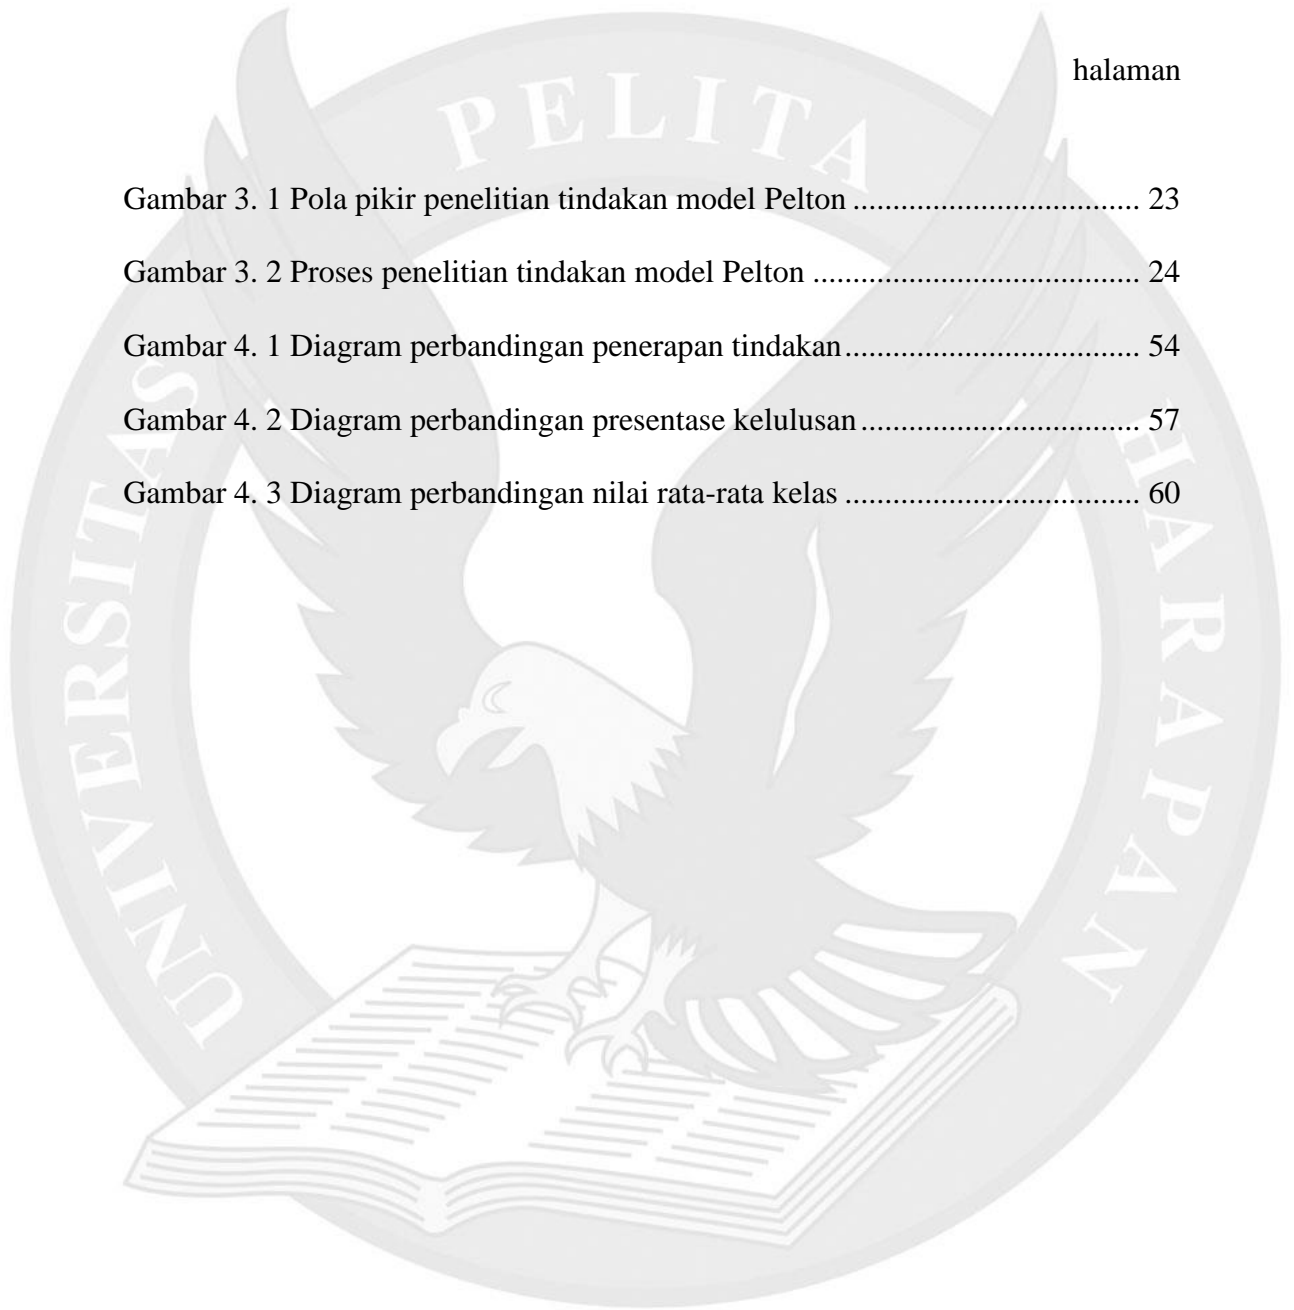 halaman
Gambar 3. 1 Pola pikir penelitian tindakan model Pelton ................................... 23
Gambar 3. 2 Proses penelitian tindakan model Pelton ........................................ 24
Gambar 4. 1 Diagram perbandingan penerapan tindakan .................................... 54
Gambar 4. 2 Diagram perbandingan presentase kelulusan .................................. 57
Gambar 4. 3 Diagram perbandingan nilai rata-rata kelas .................................... 60
UNIVERSITAS PELITA HARAPAN